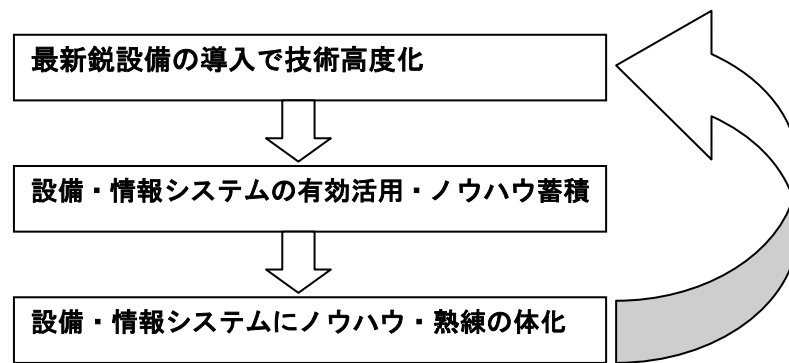 最新鋭設備の導入で技術高度化
設備・情報システムの有効活用・ノウハウ蓄積
設備・情報システムにノウハウ・熟練の体化